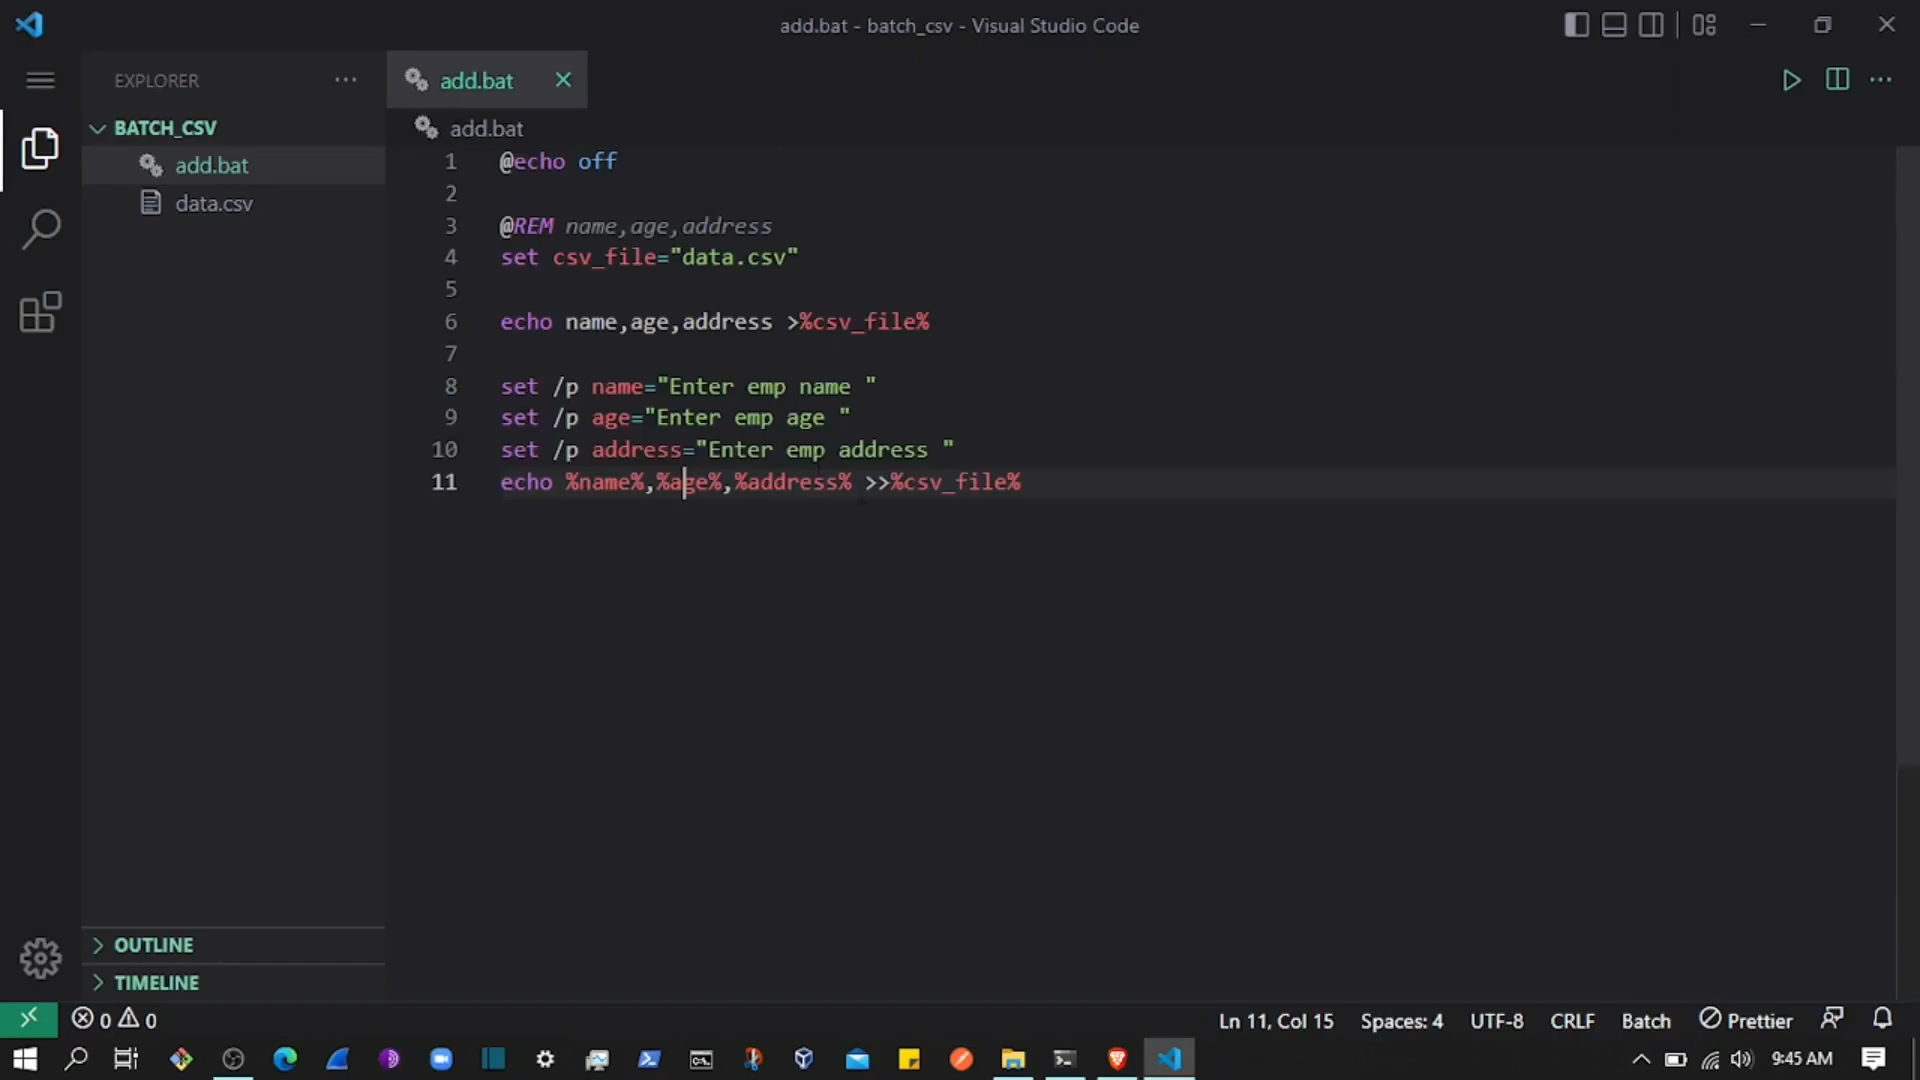 add.bat - batch_csv - Visual Studio Code
EXPLORER
add.bat
BATCH_CSV
add.bat
add.bat
data.csv
1 @echo off
2
3 @REM name,age,address
4 set csv_file="data.csv"
5
6 echo name,age,address >%csv_file%
7
8 set /p name="Enter emp name "
9 set /p age="Enter emp age "
10 set /p address="Enter emp address "
11 echo %name%,%age%,%address% >>%csv_file%
OUTLINE
TIMELINE
0 0 Ln 11, Col 15 Spaces: 4 UTF-8 CRLF Batch Prettier
9:45 AM